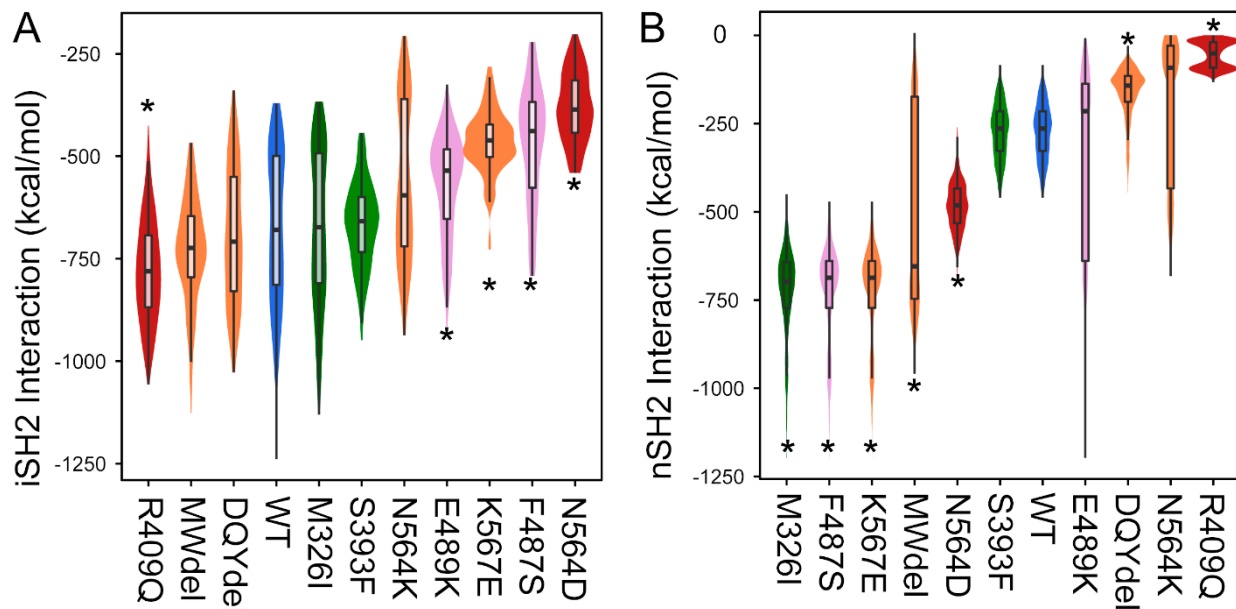 A
iSH2 Interaction (kcal/mol)
-250
-500
-750
-1000
-1250
*
*
*
*
*
R409Q
MWdel
DQYde
WT
M326I
S393F
N564K
E489K
K567E
F487S
N564D
B
nSH2 Interaction (kcal/mol)
0
-250
-500
-750
-1000
-1250
*
*
*
*
*
*
*
M326I
F487S
K567E
MWdel
N564D
S393F
WT
E489K
DQYdel
N564K
R409Q